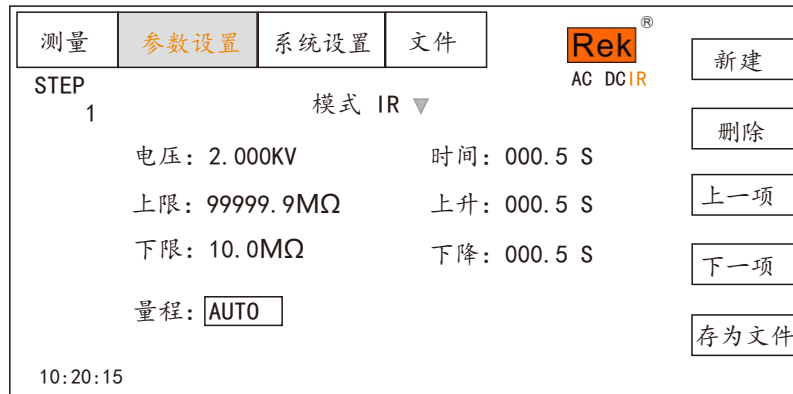 测量 参数设置 系统设置 文件 Rek ®
AC DCIR
新建
STEP
1
模式 IR ▼
删除
电压: 2.000KV 时间: 000.5 S
上限: 99999.9MΩ 上升: 000.5 S
上一项
下限: 10.0MΩ 下降: 000.5 S
下一项
量程: AUTO
存为文件
10:20:15